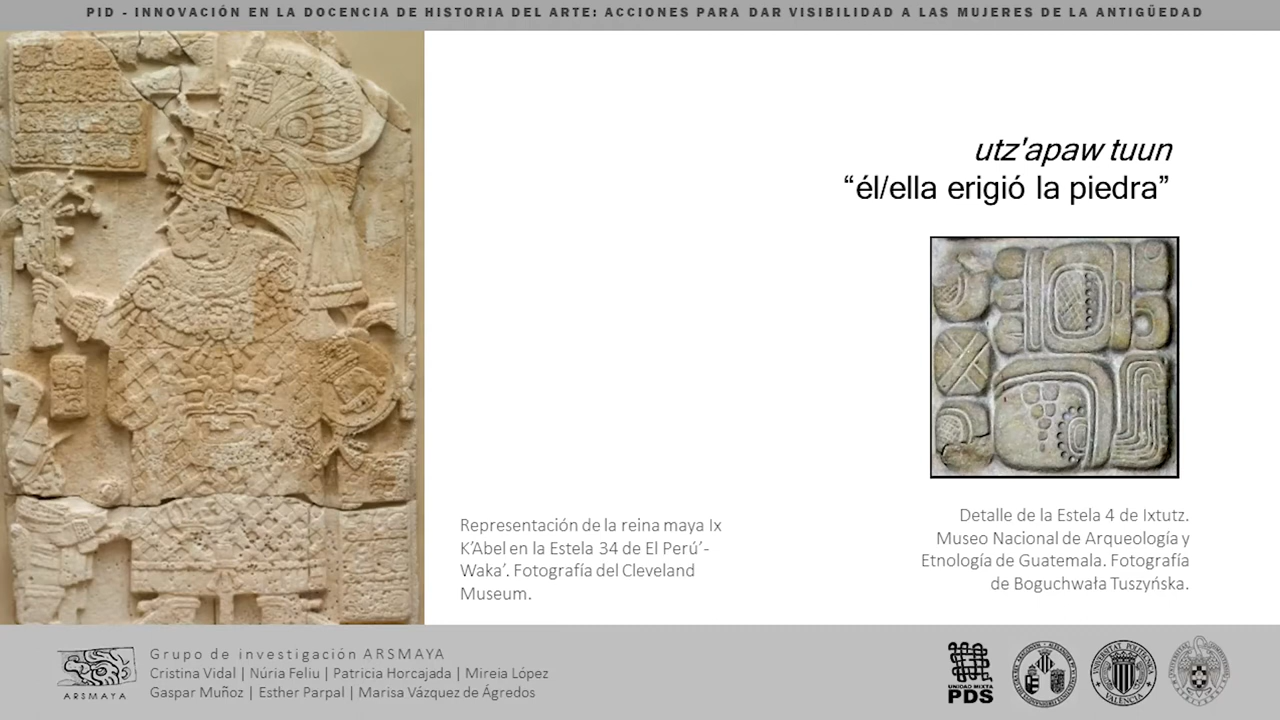 PID - INNOVACIÓN EN LA DOCENCIA DE HISTORIA DEL ARTE: ACCIONES PARA DAR VISIBILIDAD A LAS MUJERES DE LA ANTIGÜEDAD
utz'apaw tuun
“él/ella erigió la piedra”
Representación de la reina maya Ix
K’Abel en la Estela 34 de El Perú’-
Waka’. Fotografía del Cleveland
Museum.
Detalle de la Estela 4 de Ixtutz.
Museo Nacional de Arqueología y
Etnología de Guatemala. Fotografía
de Boguchwała Tuszyńska.
ARSMAYA
Grupo de investigación ARSMAYA
Cristina Vidal | Núria Feliu | Patricia Horcajada | Mireia López
Gaspar Muñoz | Esther Parpal | Marisa Vázquez de Ágredos
UNIDAD MIXTA
PDS